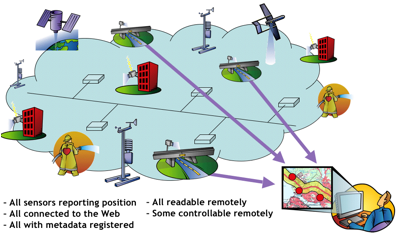 - All sensors reporting position
- All connected to the Web
- All with metadata registered
- All readable remotely
- Some controllable remotely